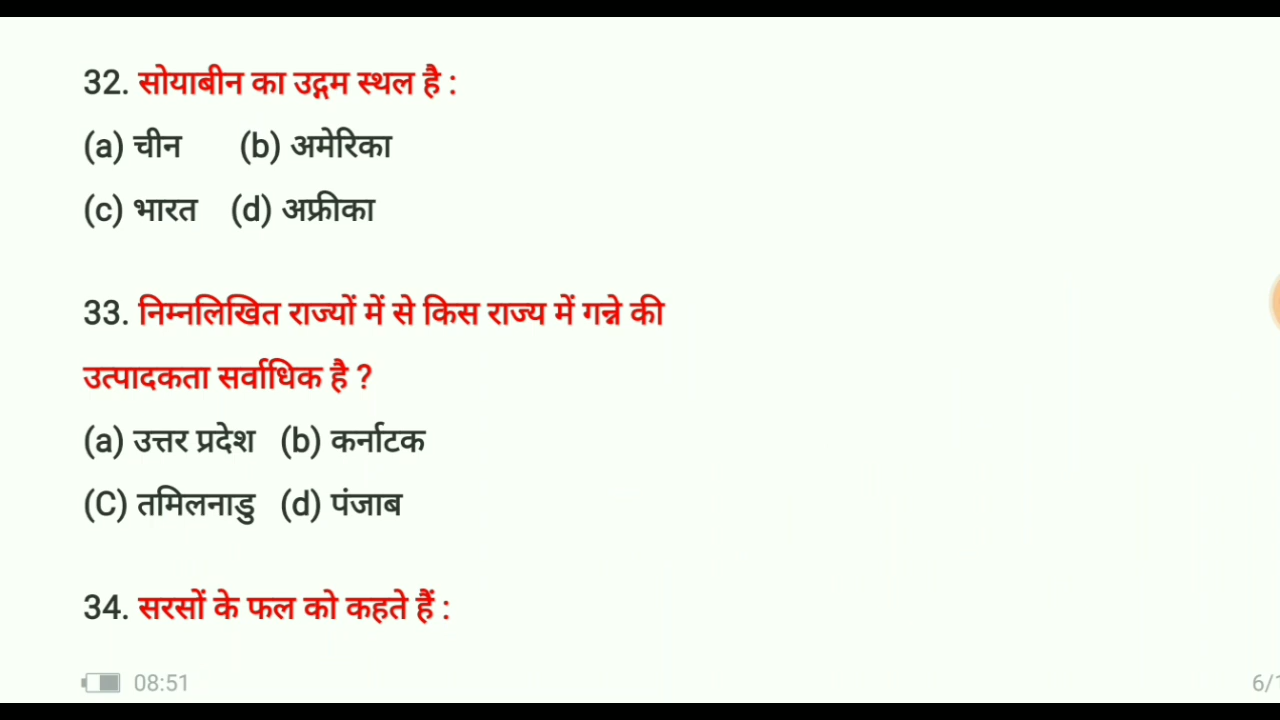 32. सोयाबीन का उद्गम स्थल है :
(a) चीन (b) अमेरिका
(c) भारत (d) अफ्रीका
33. निम्नलिखित राज्यों में से किस राज्य में गन्ने की
उत्पादकता सर्वाधिक है ?
(a) उत्तर प्रदेश (b) कर्नाटक
(C) तमिलनाडु (d) पंजाब
34. सरसों के फल को कहते हैं :
08:51 6/